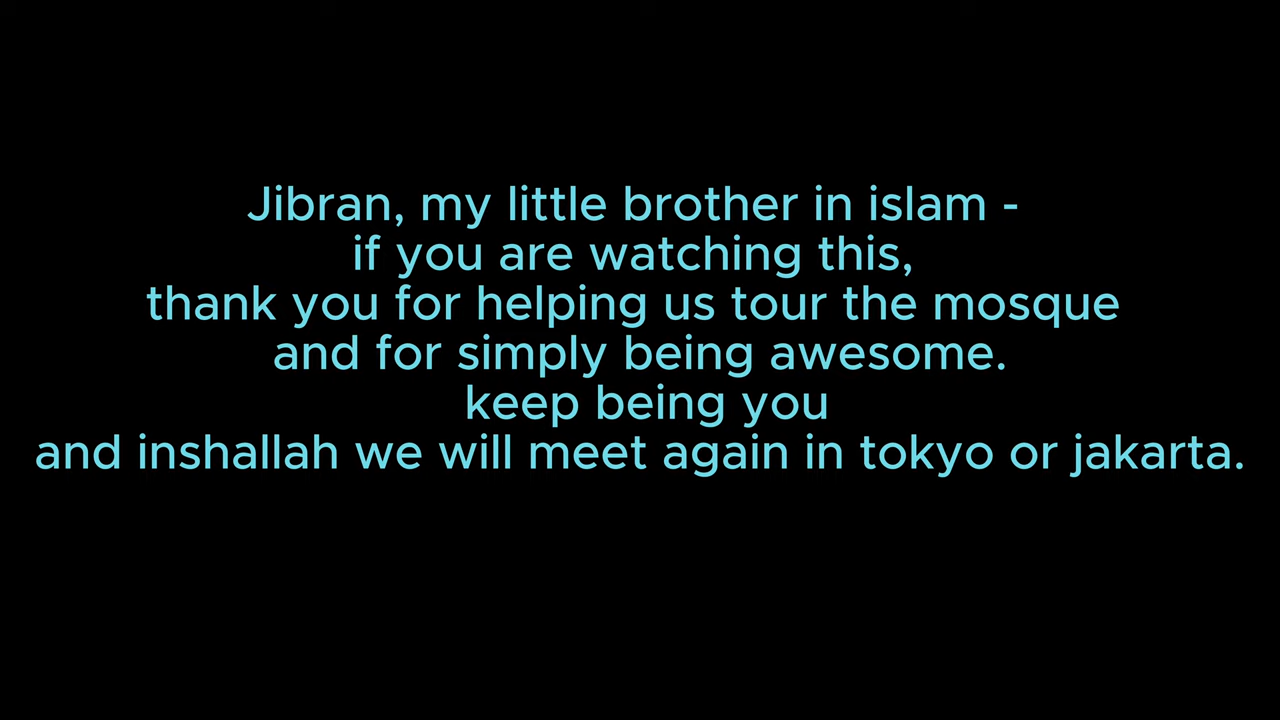 Jibran, my little brother in islam -
if you are watching this,
thank you for helping us tour the mosque
and for simply being awesome.
keep being you
and inshallah we will meet again in tokyo or jakarta.